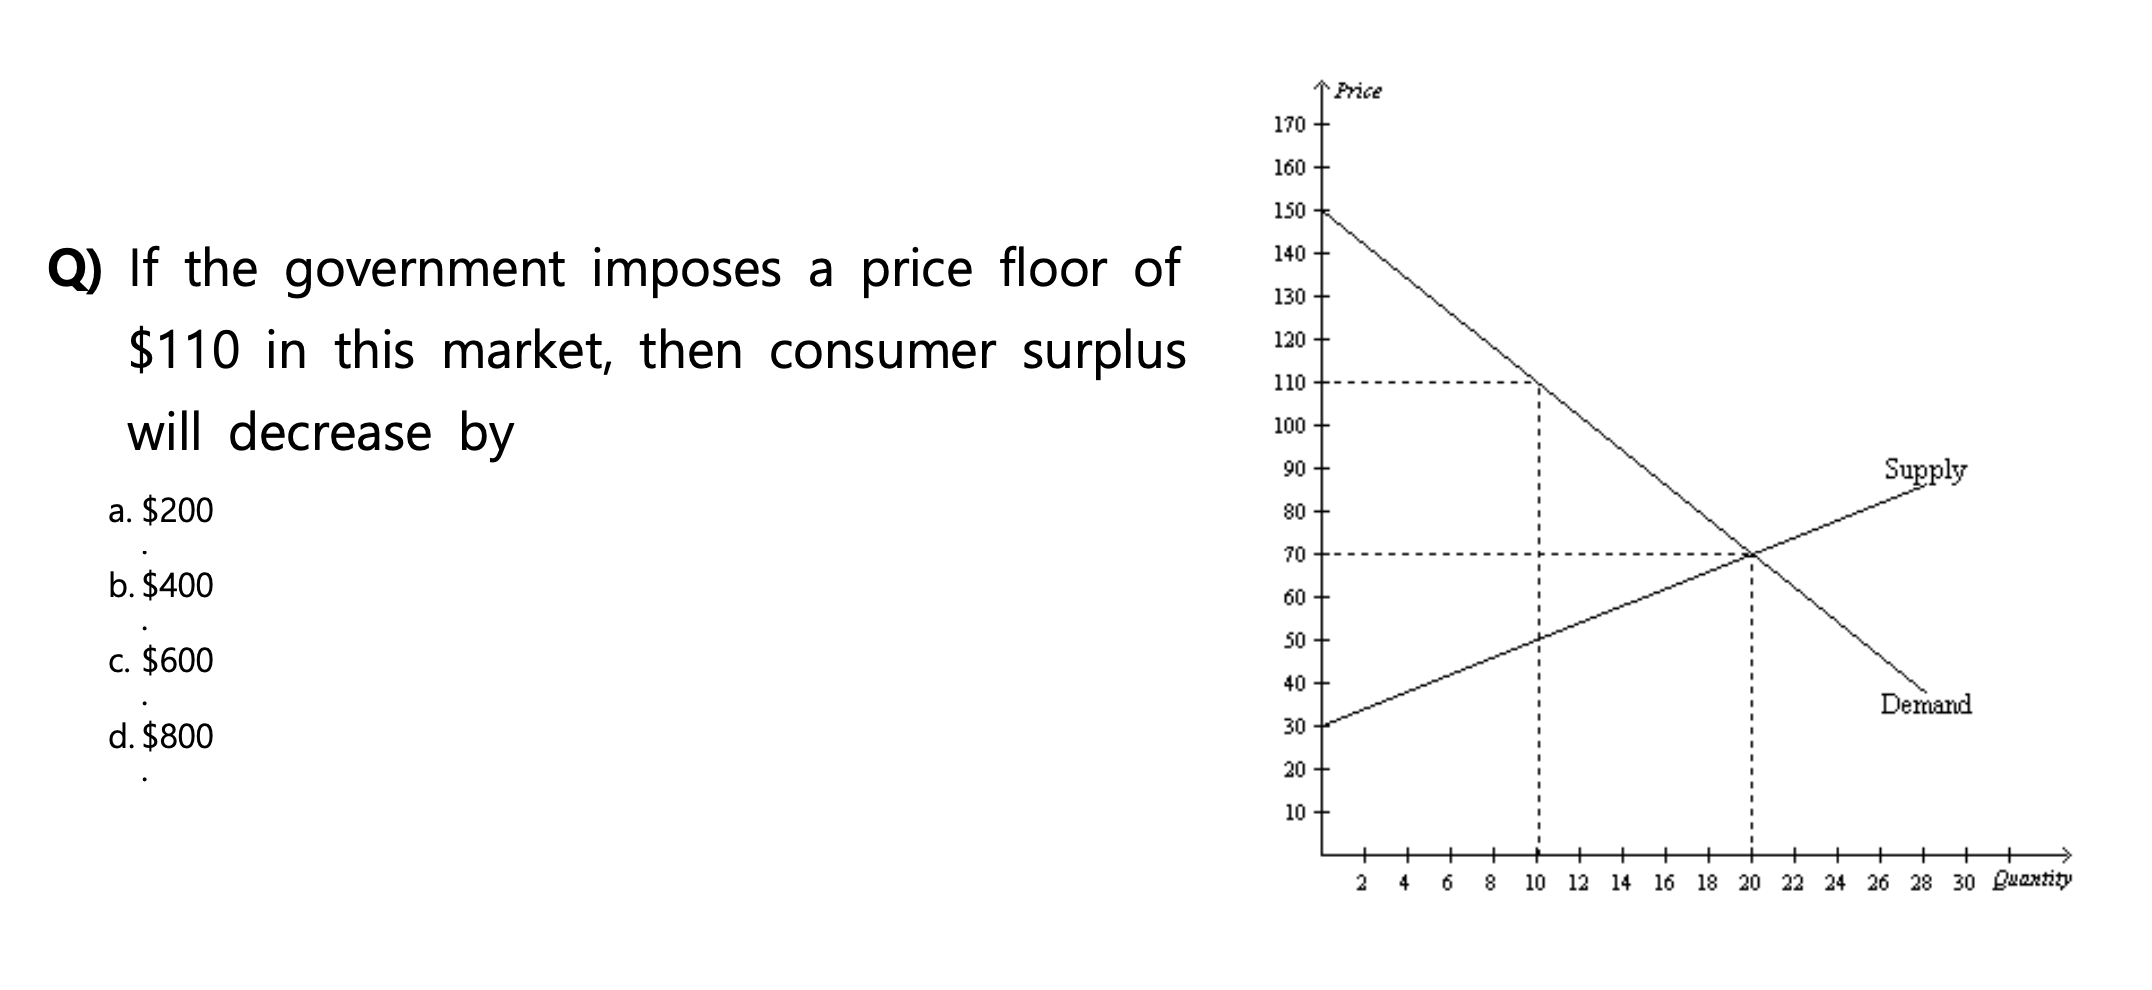 Q) If the government imposes a price floor of
$110 in this market, then consumer surplus
will decrease by
a. $200
.
b. $400
.
c. $600
.
d. $800
.
Price
170
160
150
140
130
120
110
100
90
80
70
60
50
40
30
20
10
Supply
Demand
2 4 6 8 10 12 14 16 18 20 22 24 26 28 30 Quantity